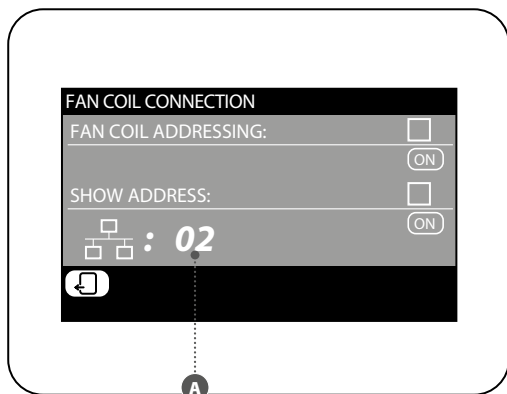 FAN COIL CONNECTION
FAN COIL ADDRESSING:
ON
SHOW ADDRESS:
ON
: 02
A